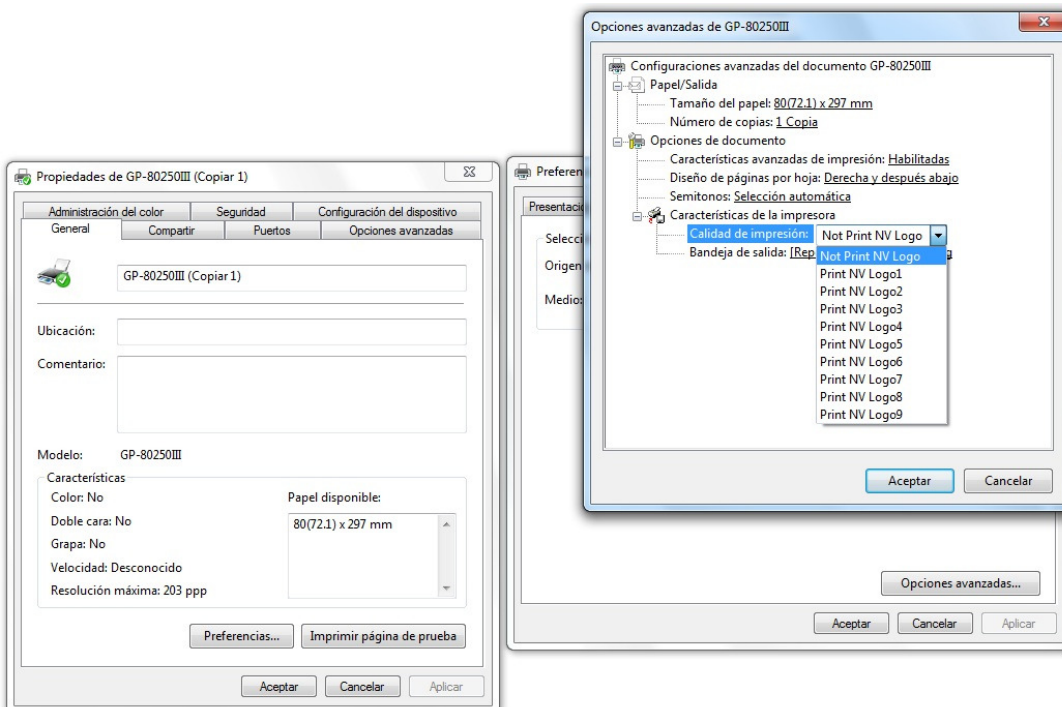 Propiedades de GP-80250III (Copiar 1)
Administración del color
Seguridad
Configuración del dispositivo
General
Compartir
Puertos
Opciones avanzadas
GP-80250III (Copiar 1)
Ubicación:
Comentario:
Modelo: GP-80250III
Características
Color: No
Doble cara: No
Grapa: No
Velocidad: Desconocido
Resolución máxima: 203 ppp
Papel disponible:
80(72.1) x 297 mm
Preferencias...
Imprimir página de prueba
Aceptar
Cancelar
Aplicar
Preferen
Presentació
Selecci
Origen
Medio:
Opciones avanzadas...
Aceptar
Cancelar
Aplicar
Opciones avanzadas de GP-80250III
Configuraciones avanzadas del documento GP-80250III
Papel/Salida
Tamaño del papel: 80(72.1) x 297 mm
Número de copias: 1 Copia
Opciones de documento
Características avanzadas de impresión: Habilitadas
Diseño de páginas por hoja: Derecha y después abajo
Semitonos: Selección automática
Características de la impresora
Calidad de impresión: Not Print NV Logo
Bandeja de salida: [Rep
Not Print NV Logo
Print NV Logo1
Print NV Logo2
Print NV Logo3
Print NV Logo4
Print NV Logo5
Print NV Logo6
Print NV Logo7
Print NV Logo8
Print NV Logo9
Aceptar
Cancelar